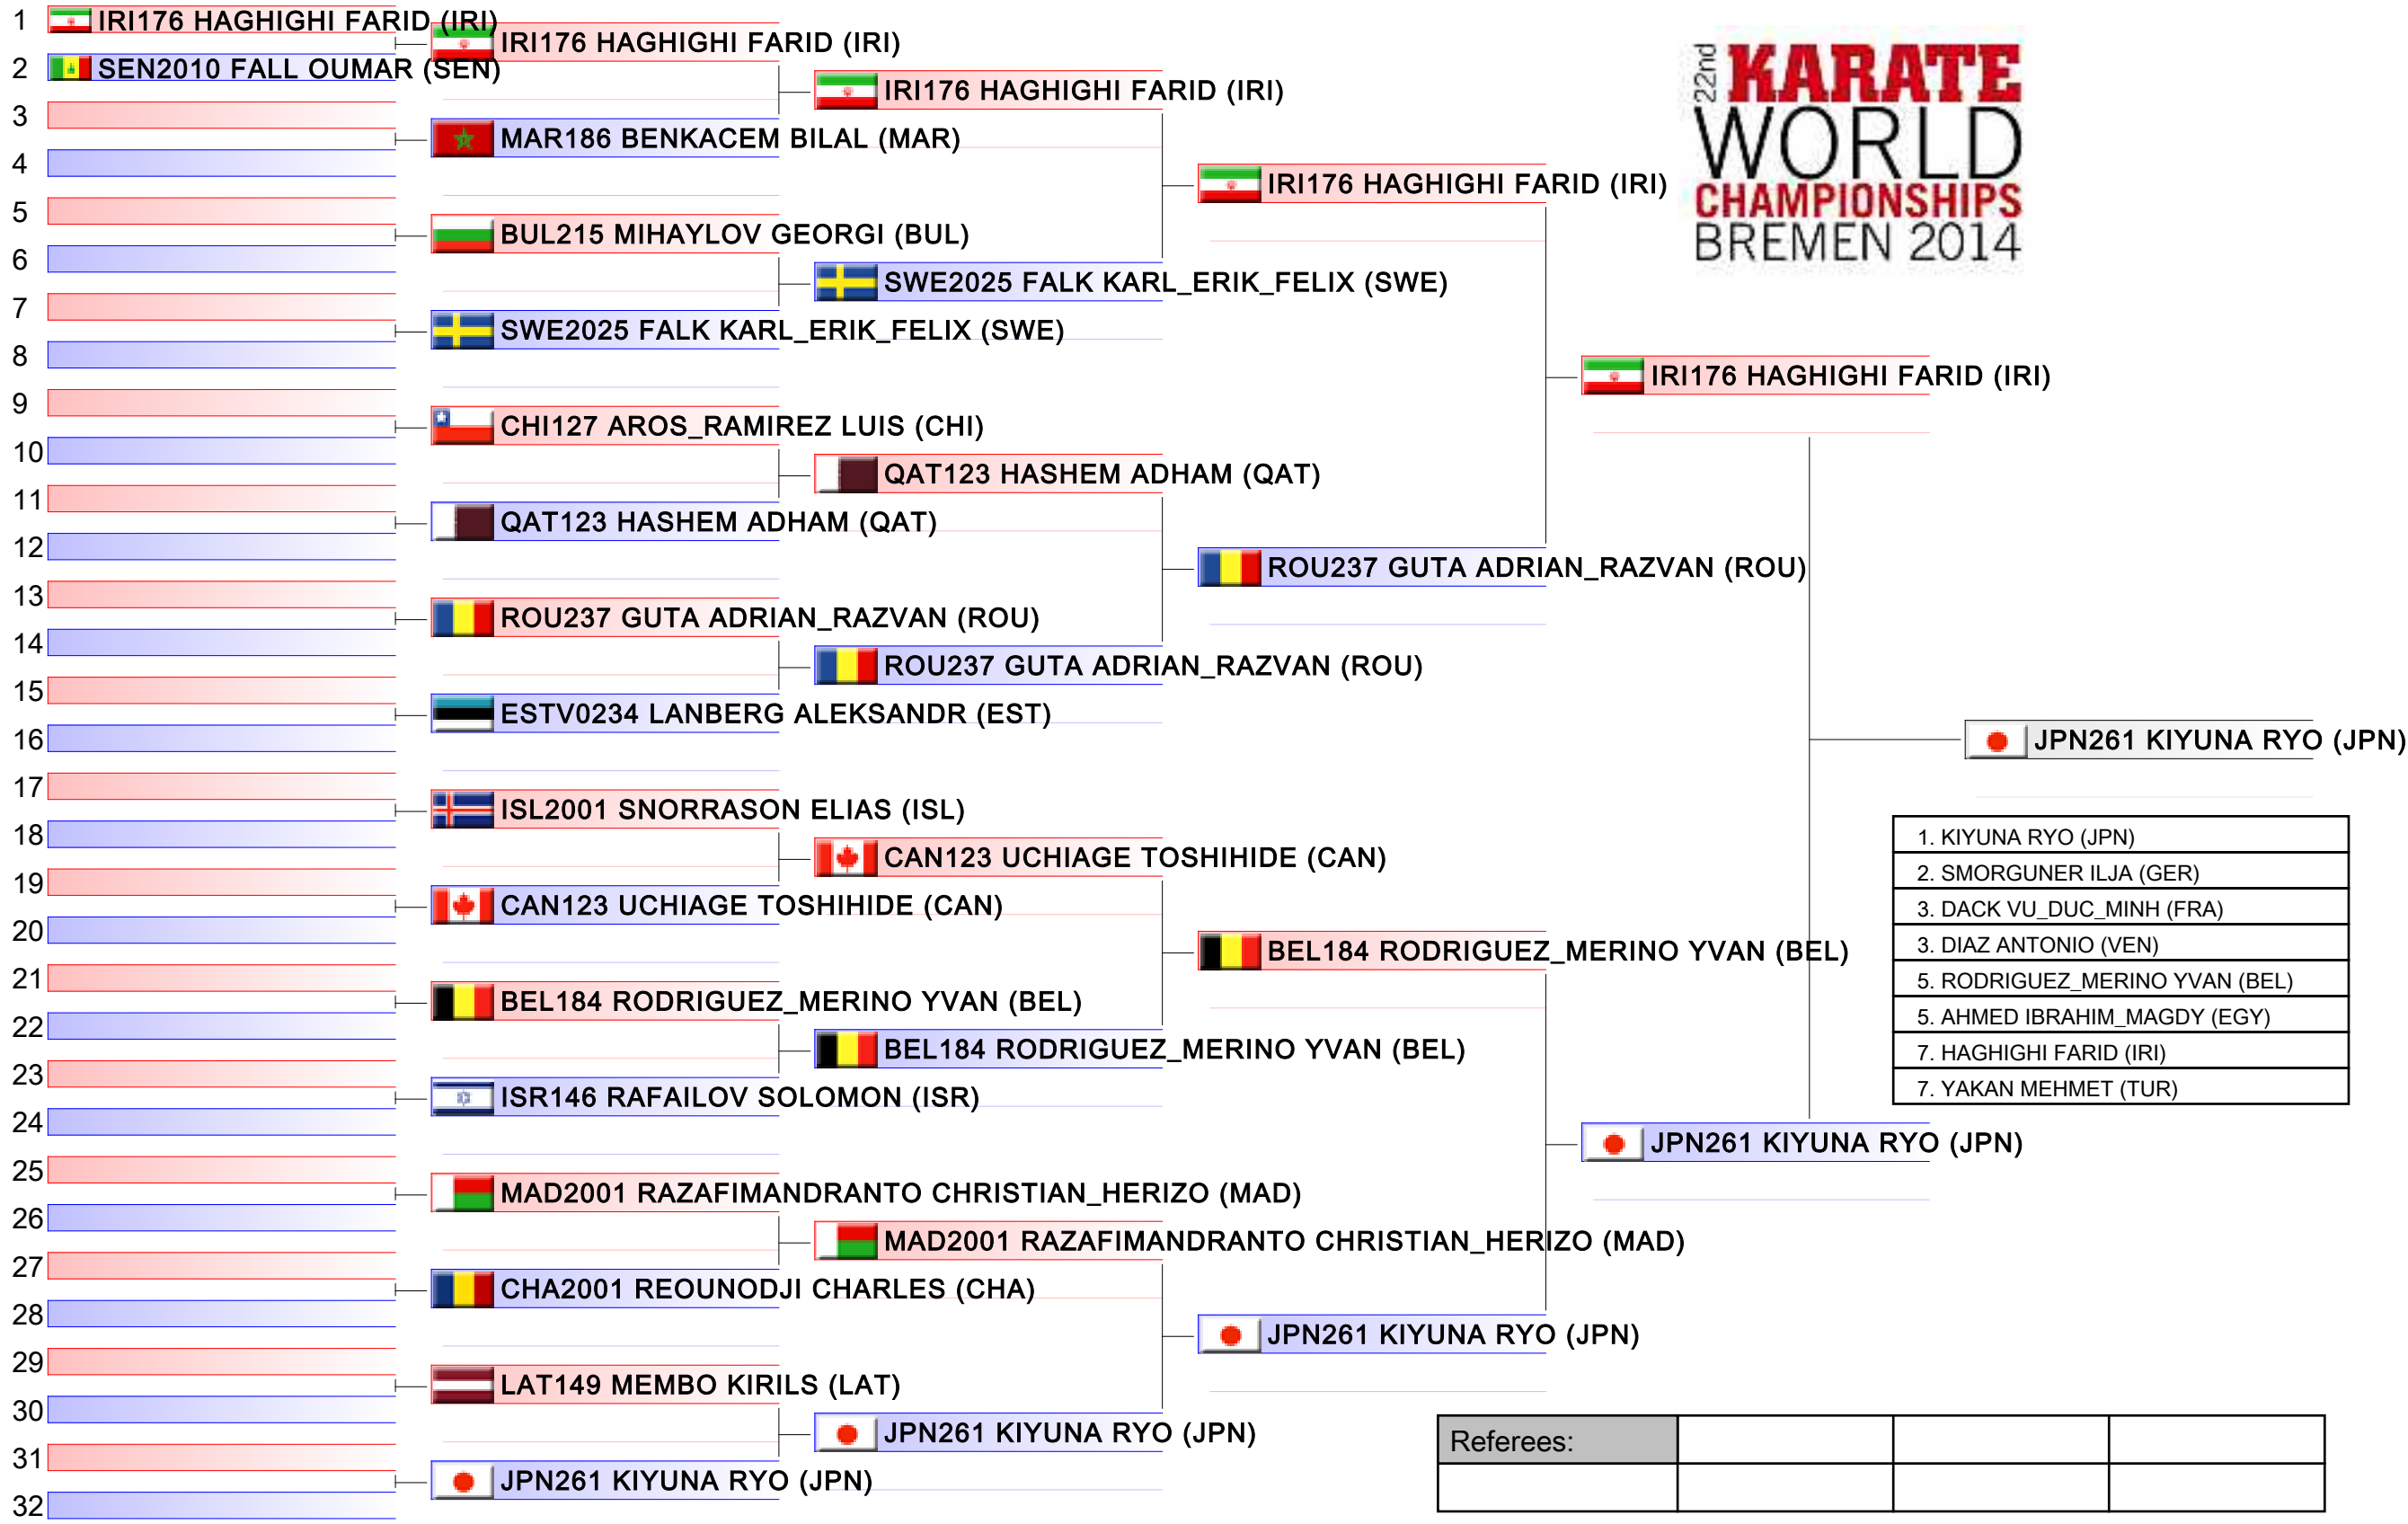 1 IRI176 HAGHIGHI FARID (IRI)
2 SEN2010 FALL OUMAR (SEN)
3
4
5
6
7
8
9
10
11
12
13
14
15
16
17
18
19
20
21
22
23
24
25
26
27
28
29
30
31
32
IRI176 HAGHIGHI FARID (IRI)
MAR186 BENKACEM BILAL (MAR)
BUL215 MIHAYLOV GEORGI (BUL)
SWE2025 FALK KARL_ERIK_FELIX (SWE)
CHI127 AROS_RAMIREZ LUIS (CHI)
QAT123 HASHEM ADHAM (QAT)
ROU237 GUTA ADRIAN_RAZVAN (ROU)
ESTV0234 LANBERG ALEKSANDR (EST)
ISL2001 SNORRASON ELIAS (ISL)
CAN123 UCHIAGE TOSHIHIDE (CAN)
BEL184 RODRIGUEZ_MERINO YVAN (BEL)
ISR146 RAFAILOV SOLOMON (ISR)
MAD2001 RAZAFIMANDRANTO CHRISTIAN_HERIZO (MAD)
CHA2001 REOUNODJI CHARLES (CHA)
LAT149 MEMBO KIRILS (LAT)
JPN261 KIYUNA RYO (JPN)
IRI176 HAGHIGHI FARID (IRI)
SWE2025 FALK KARL_ERIK_FELIX (SWE)
QAT123 HASHEM ADHAM (QAT)
ROU237 GUTA ADRIAN_RAZVAN (ROU)
CAN123 UCHIAGE TOSHIHIDE (CAN)
BEL184 RODRIGUEZ_MERINO YVAN (BEL)
MAD2001 RAZAFIMANDRANTO CHRISTIAN_HERIZO (MAD)
JPN261 KIYUNA RYO (JPN)
IRI176 HAGHIGHI FARID (IRI)
ROU237 GUTA ADRIAN_RAZVAN (ROU)
BEL184 RODRIGUEZ_MERINO YVAN (BEL)
JPN261 KIYUNA RYO (JPN)
IRI176 HAGHIGHI FARID (IRI)
JPN261 KIYUNA RYO (JPN)
JPN261 KIYUNA RYO (JPN)
22nd KARATE
WORLD
CHAMPIONSHIPS
BREMEN 2014
1. KIYUNA RYO (JPN)
2. SMORGUNER ILJA (GER)
3. DACK VU_DUC_MINH (FRA)
3. DIAZ ANTONIO (VEN)
5. RODRIGUEZ_MERINO YVAN (BEL)
5. AHMED IBRAHIM_MAGDY (EGY)
7. HAGHIGHI FARID (IRI)
7. YAKAN MEHMET (TUR)
Referees: